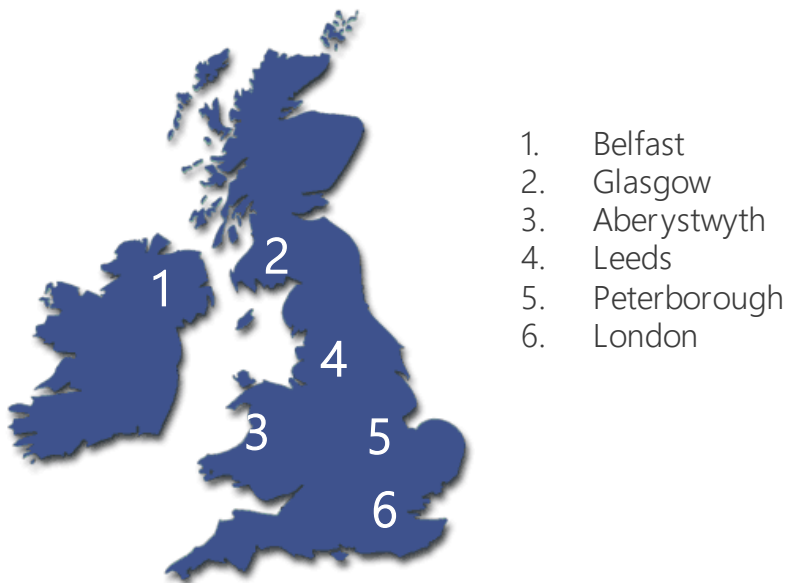 1
2
3
4
5
6
1. Belfast
2. Glasgow
3. Aberystwyth
4. Leeds
5. Peterborough
6. London